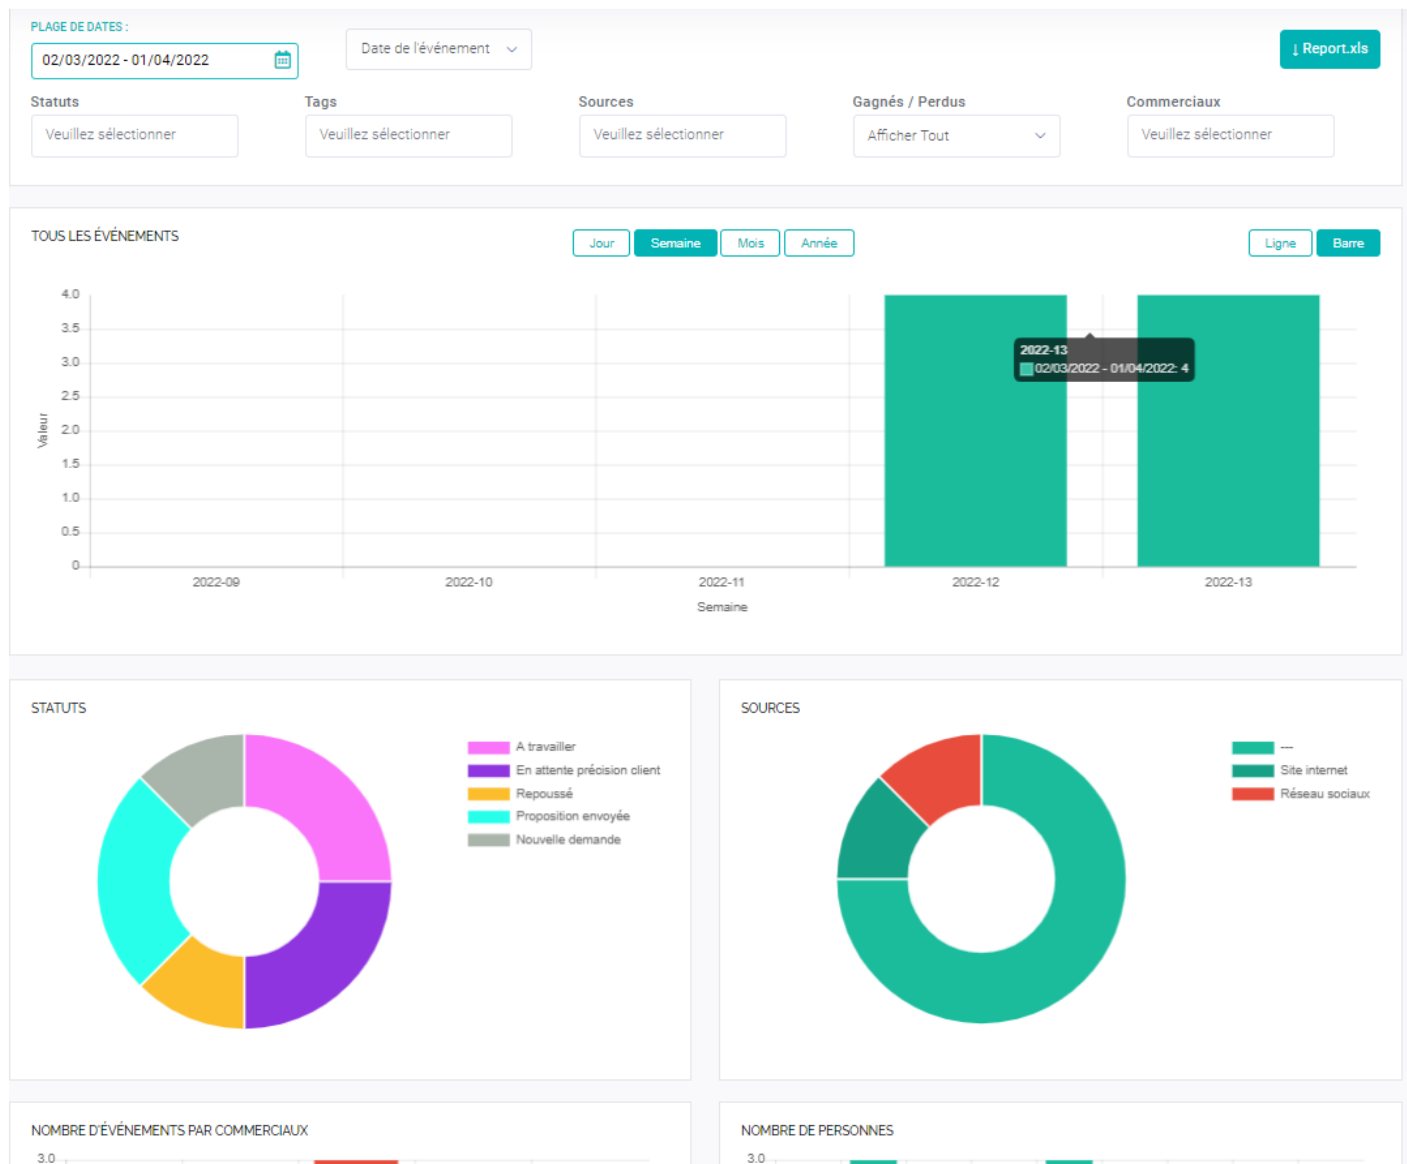 PLAGE DE DATES :
02/03/2022 - 01/04/2022
Date de l'événement
↓ Report.xls
Statuts
Tags
Sources
Gagnés / Perdus
Commerciaux
Veuillez sélectionner
Veuillez sélectionner
Veuillez sélectionner
Afficher Tout
Veuillez sélectionner
TOUS LES ÉVÉNEMENTS
Jour
Semaine
Mois
Année
Ligne
Barre
4.0
3.5
3.0
2.5
2.0
1.5
1.0
0.5
0
Valeur
2022-13
02/03/2022 - 01/04/2022: 4
2022-09
2022-10
2022-11
2022-12
2022-13
Semaine
STATUTS
A travailler
En attente précision client
Repoussé
Proposition envoyée
Nouvelle demande
SOURCES
---
Site internet
Réseau sociaux
NOMBRE D'ÉVÉNEMENTS PAR COMMERCIAUX
3.0
NOMBRE DE PERSONNES
3.0